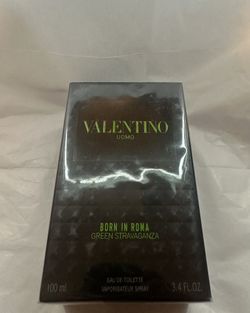 VALENTINO
UOMO
BORN IN ROMA
GREEN STRAVAGANZA
EAU DE TOILETTE
VAPORISATEUR SPRAY
100 ml
3.4 FL.OZ.